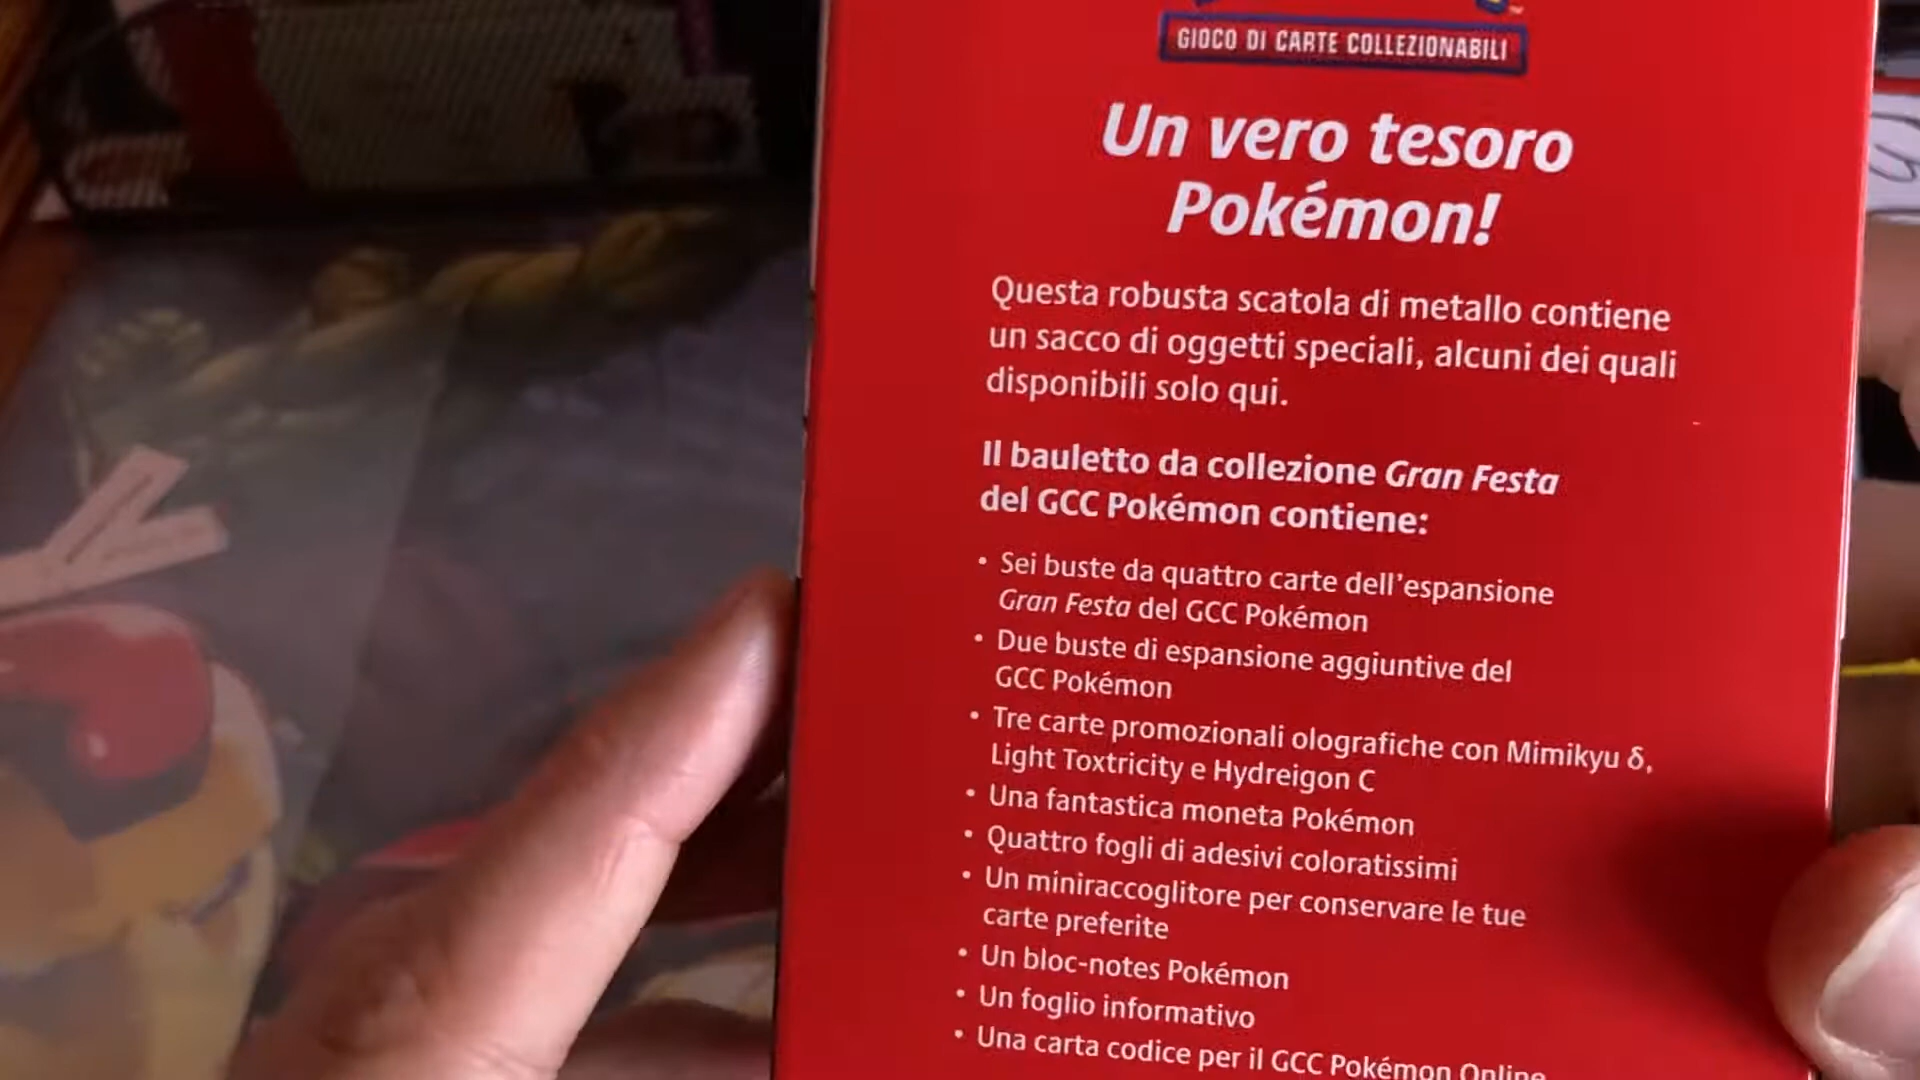 GIOCO DI CARTE COLLEZIONABILI
Un vero tesoro
Pokémon!
Questa robusta scatola di metallo contiene
un sacco di oggetti speciali, alcuni dei quali
disponibili solo qui.
Il bauletto da collezione Gran Festa
del GCC Pokémon contiene:
• Sei buste da quattro carte dell'espansione
Gran Festa del GCC Pokémon
• Due buste di espansione aggiuntive del
GCC Pokémon
• Tre carte promozionali olografiche con Mimikyu δ,
Light Toxtricity e Hydreigon C
• Una fantastica moneta Pokémon
• Quattro fogli di adesivi coloratissimi
• Un miniraccoglitore per conservare le tue
carte preferite
• Un bloc-notes Pokémon
• Un foglio informativo
• Una carta codice per il GCC Pokémon Online